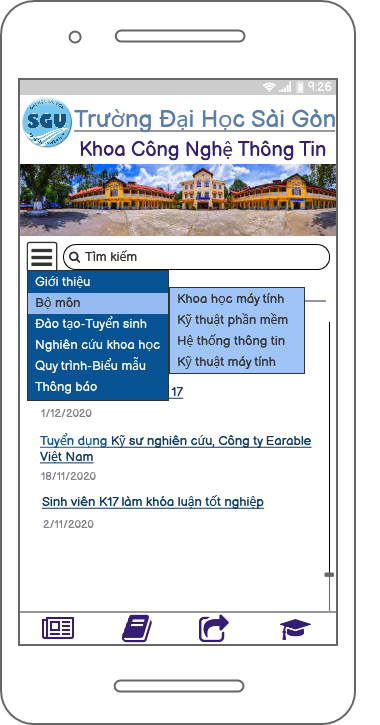 9:26
SGU
Trường Đại Học Sài Gòn
Khoa Công Nghệ Thông Tin
Tìm kiếm
Giới thiệu
Bộ môn
Đào tạo-Tuyển sinh
Nghiên cứu khoa học
Quy trình-Biểu mẫu
Thông báo
Khoa học máy tính
Kỹ thuật phần mềm
Hệ thống thông tin
Kỹ thuật máy tính
17
1/12/2020
Tuyển dụng Kỹ sư nghiên cứu, Công ty Earable
Việt Nam
18/11/2020
Sinh viên K17 làm khóa luận tốt nghiệp
2/11/2020